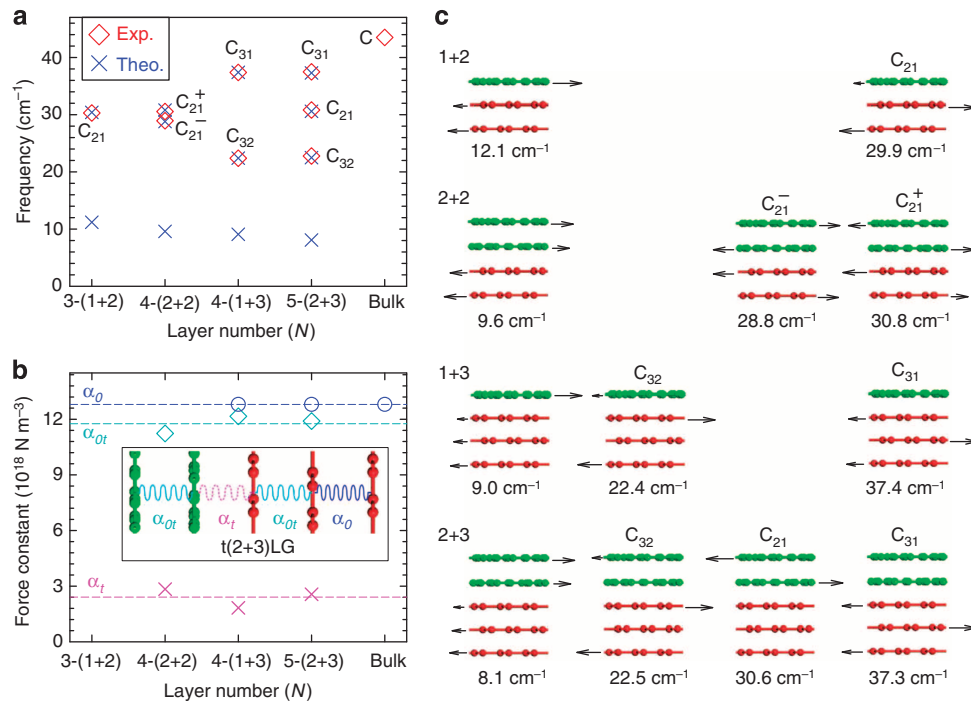 a
Exp.
Theo.
Frequency (cm⁻¹)
40
30
20
10
0
C₂₁
C₂₁⁺
C₂₁⁻
C₃₁
C₃₂
C₃₁
C₂₁
C₃₂
C
3-(1+2) 4-(2+2) 4-(1+3) 5-(2+3) Bulk
Layer number (N)
b
Force constant (10¹⁸ N m⁻³)
12
9
6
3
0
α₀
α₀ₜ
αₜ
α₀ₜ αₜ α₀ₜ α₀
t(2+3)LG
3-(1+2) 4-(2+2) 4-(1+3) 5-(2+3) Bulk
Layer number (N)
c
1+2
C₂₁
12.1 cm⁻¹ 29.9 cm⁻¹
2+2
C₂₁⁻ C₂₁⁺
9.6 cm⁻¹ 28.8 cm⁻¹ 30.8 cm⁻¹
1+3
C₃₂ C₃₁
9.0 cm⁻¹ 22.4 cm⁻¹ 37.4 cm⁻¹
2+3
C₃₂ C₂₁ C₃₁
8.1 cm⁻¹ 22.5 cm⁻¹ 30.6 cm⁻¹ 37.3 cm⁻¹